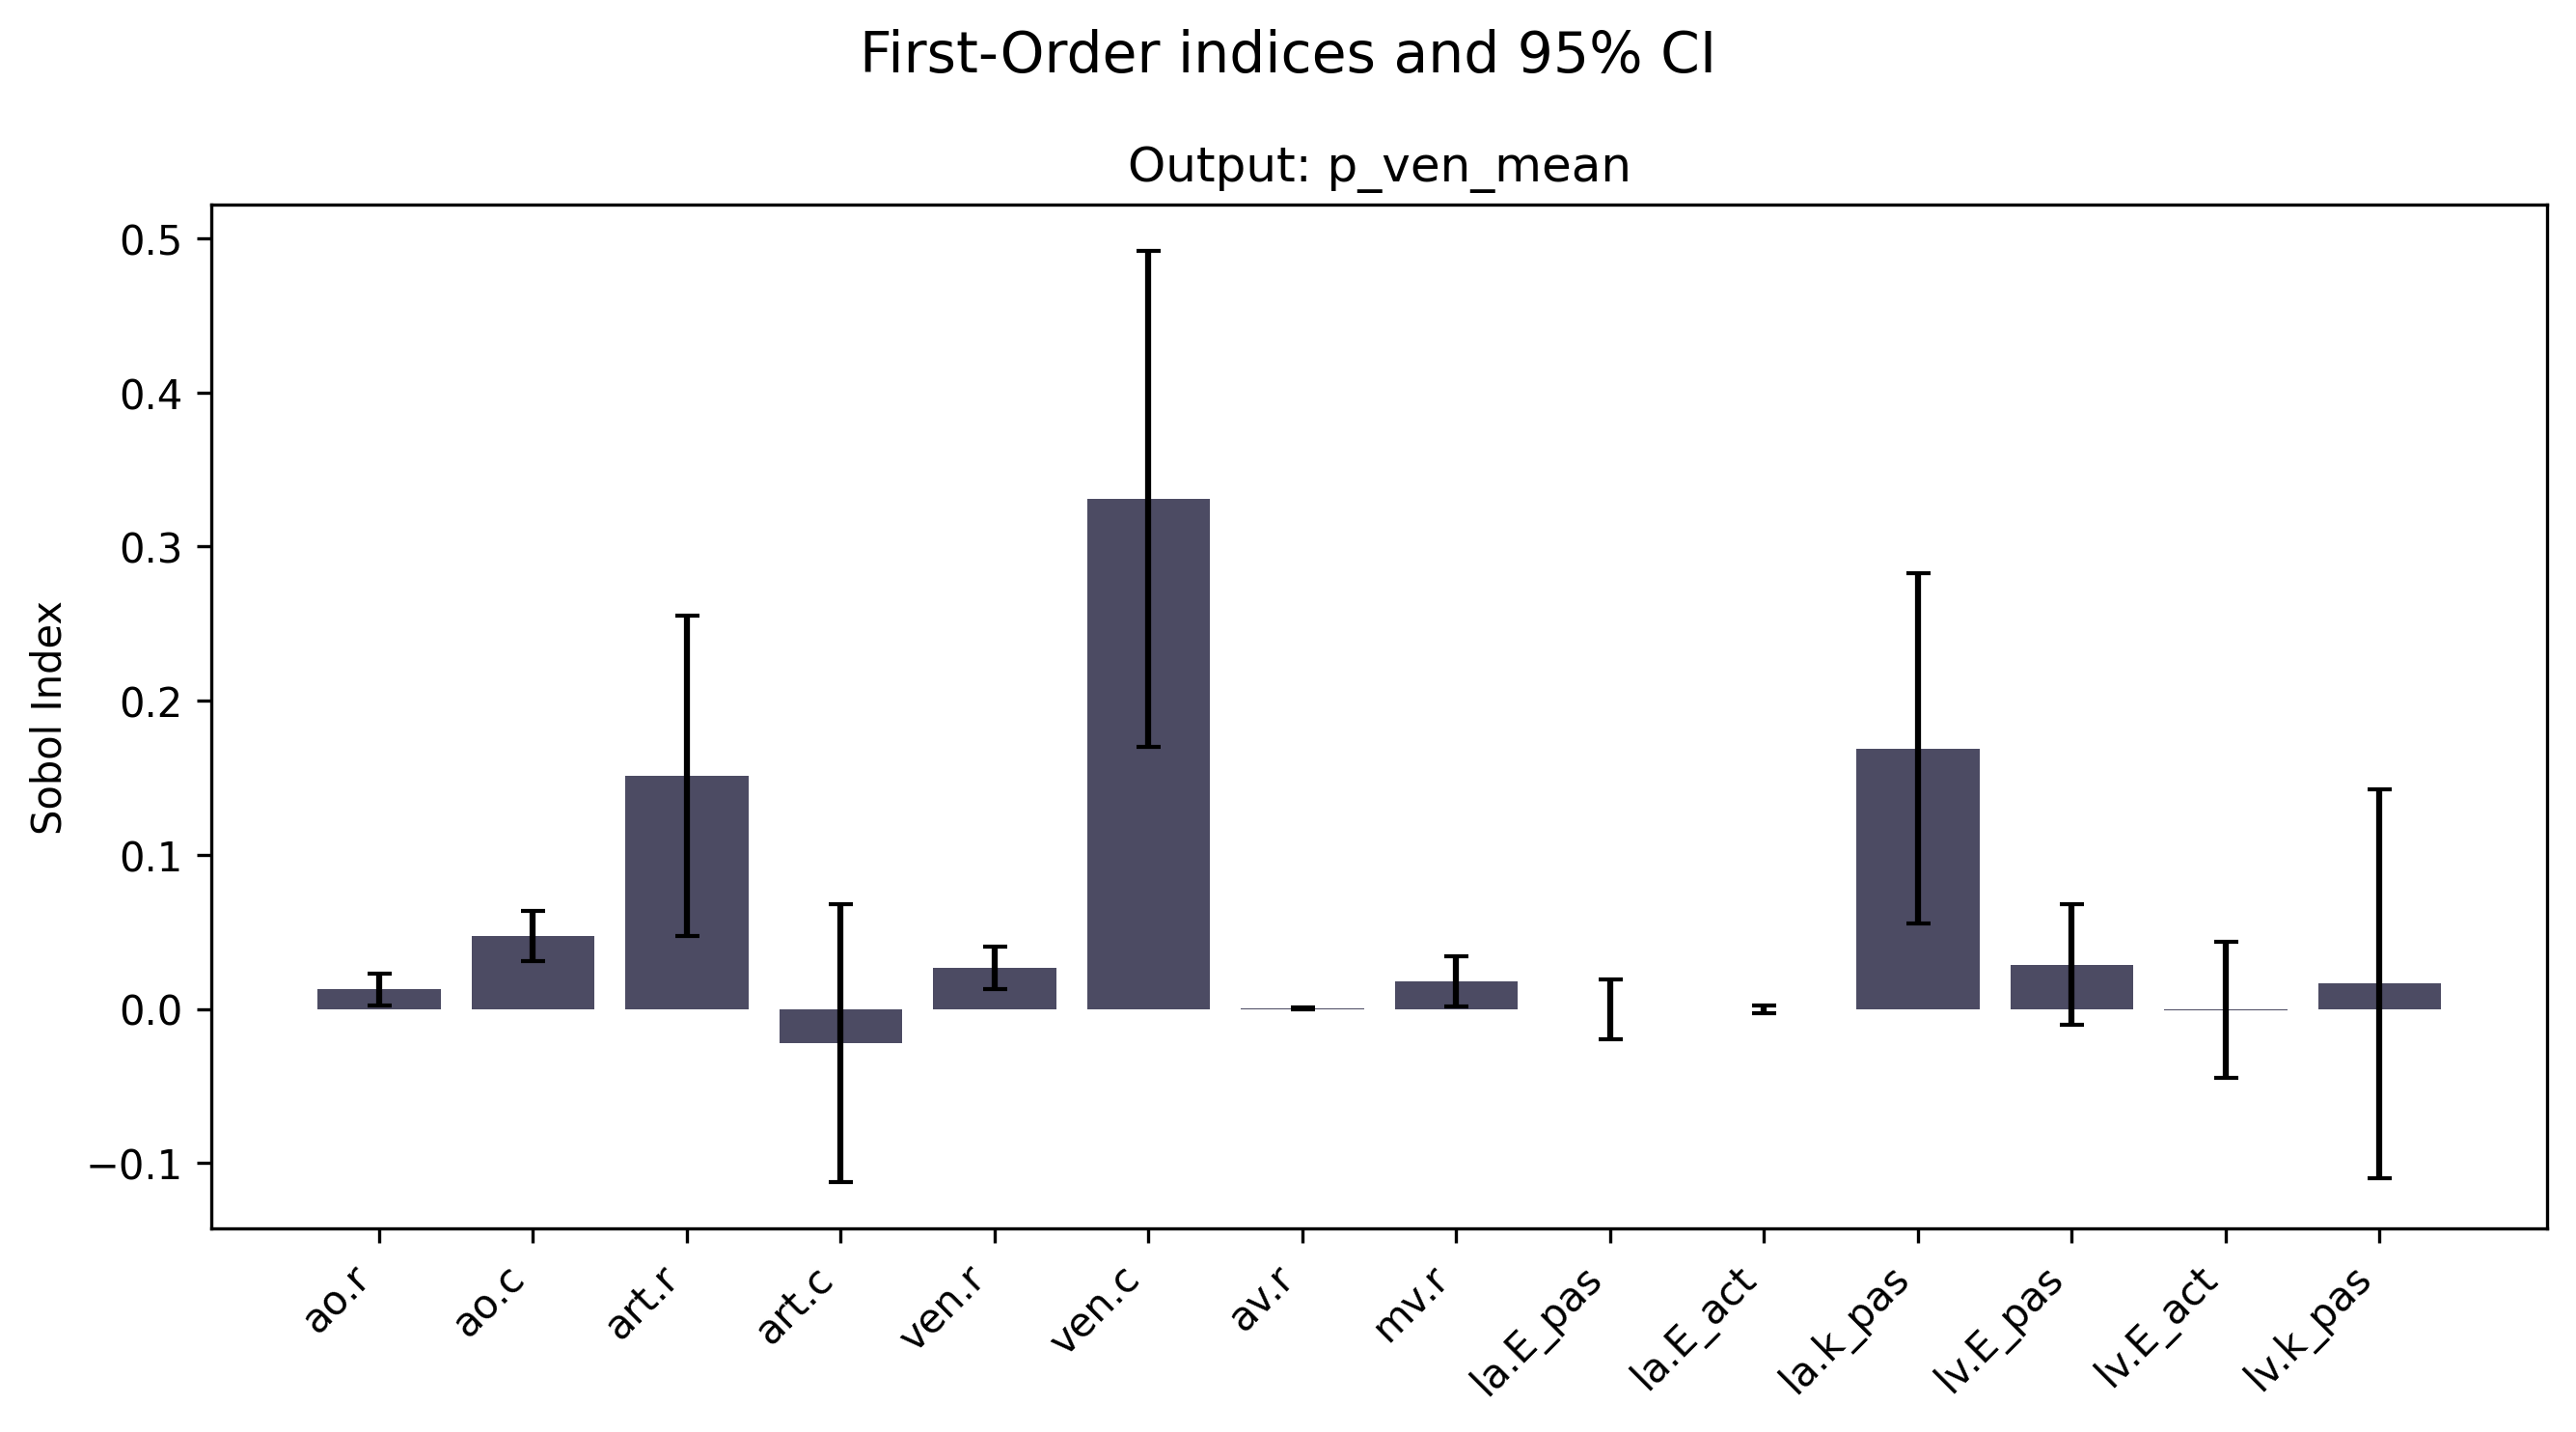 First-Order indices and 95% CI
Output: p_ven_mean
Sobol Index
0.5
0.4
0.3
0.2
0.1
0.0
−0.1
ao.r
ao.c
art.r
art.c
ven.r
ven.c
av.r
mv.r
la.E_pas
la.E_act
la.k_pas
lv.E_pas
lv.E_act
lv.k_pas